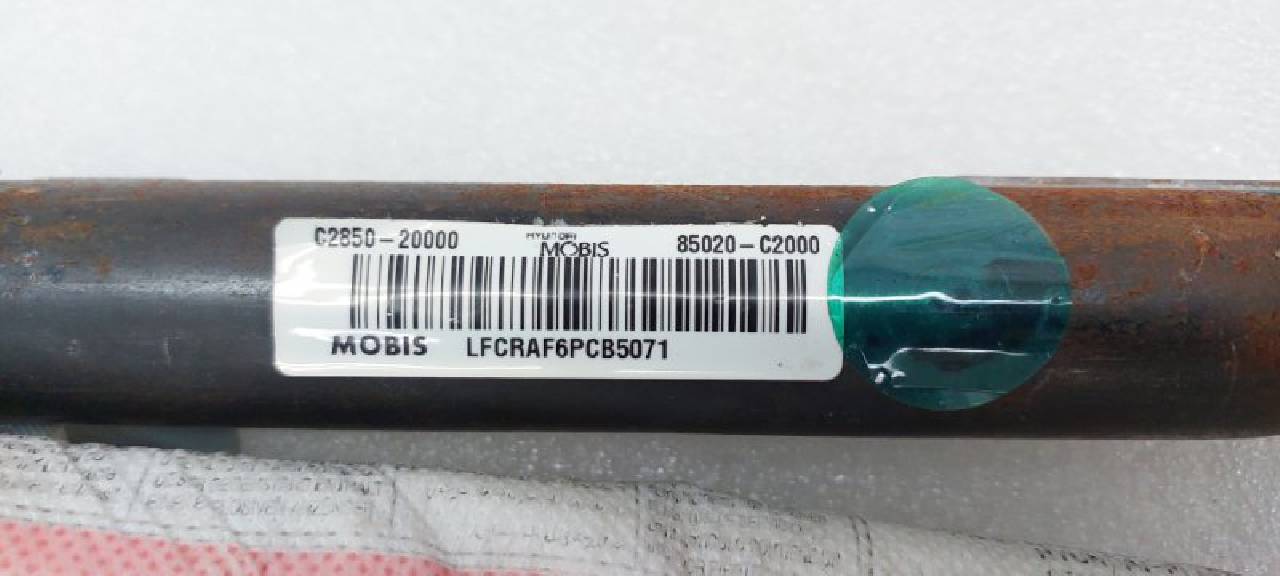 C2850-20000
HYUNDAI
MOBIS
85020-C2000
MOBIS LFCRAF6PCB5071